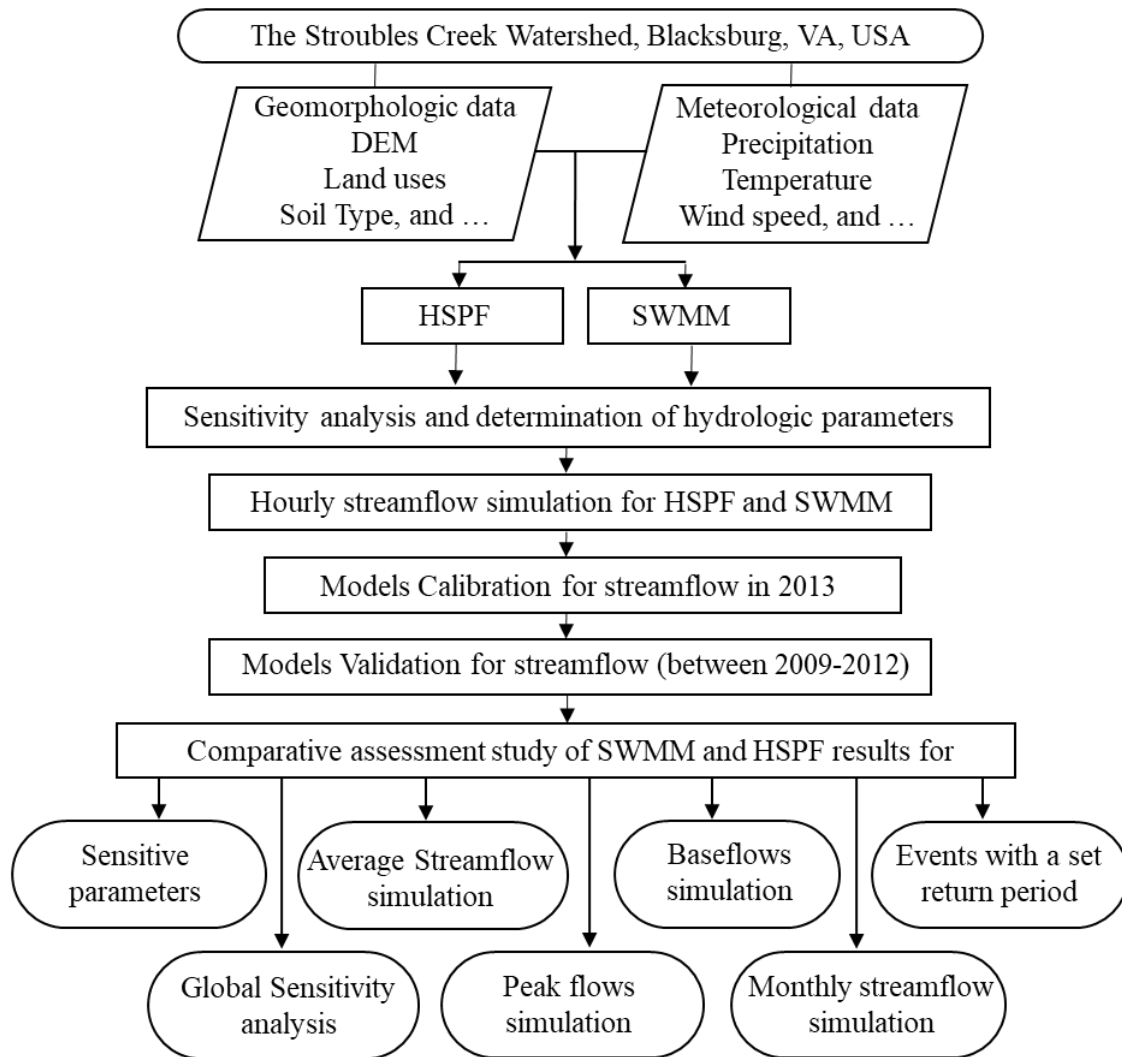 The Stroubles Creek Watershed, Blacksburg, VA, USA
Geomorphologic data
DEM
Land uses
Soil Type, and …
Meteorological data
Precipitation
Temperature
Wind speed, and …
HSPF
SWMM
Sensitivity analysis and determination of hydrologic parameters
Hourly streamflow simulation for HSPF and SWMM
Models Calibration for streamflow in 2013
Models Validation for streamflow (between 2009-2012)
Comparative assessment study of SWMM and HSPF results for
Sensitive
parameters
Average Streamflow
simulation
Baseflows
simulation
Events with a set
return period
Global Sensitivity
analysis
Peak flows
simulation
Monthly streamflow
simulation